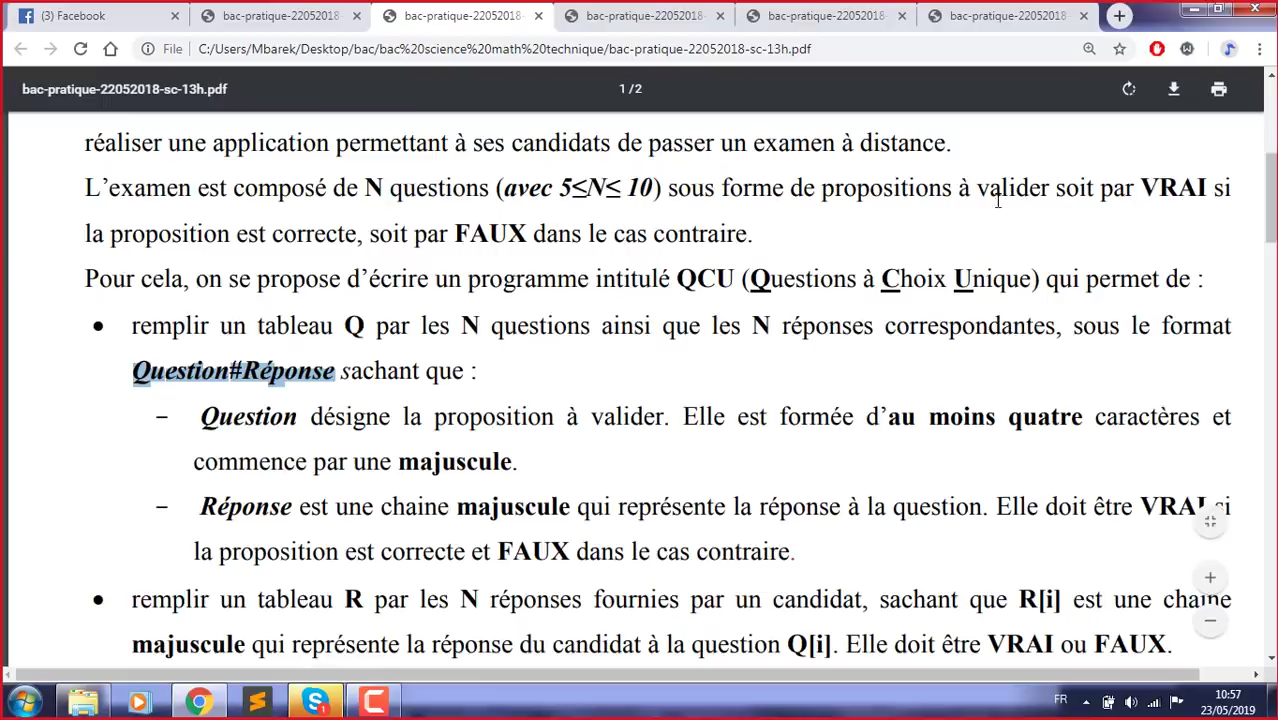 Facebook
bac-pratique-22052018-
bac-pratique-22052018-
bac-pratique-22052018-
bac-pratique-22052018-
bac-pratique-22052018-
File
C:/Users/Mbarek/Desktop/bac/bac%20science%20math%20technique/bac-pratique-22052018-sc-13h.pdf
bac-pratique-22052018-sc-13h.pdf
1 / 2
réaliser une application permettant à ses candidats de passer un examen à distance.
L'examen est composé de N questions (avec 5≤N≤ 10) sous forme de propositions à valider soit par VRAI si
la proposition est correcte, soit par FAUX dans le cas contraire.
Pour cela, on se propose d'écrire un programme intitulé QCU (Questions à Choix Unique) qui permet de :
• remplir un tableau Q par les N questions ainsi que les N réponses correspondantes, sous le format
Question#Réponse sachant que :
− Question désigne la proposition à valider. Elle est formée d'au moins quatre caractères et
commence par une majuscule.
− Réponse est une chaine majuscule qui représente la réponse à la question. Elle doit être VRAI si
la proposition est correcte et FAUX dans le cas contraire.
• remplir un tableau R par les N réponses fournies par un candidat, sachant que R[i] est une chaine
majuscule qui représente la réponse du candidat à la question Q[i]. Elle doit être VRAI ou FAUX.
FR
10:57
23/05/2019